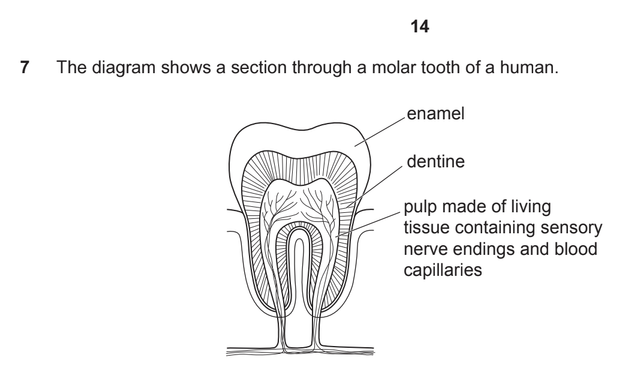 14
7 The diagram shows a section through a molar tooth of a human.
enamel
dentine
pulp made of living
tissue containing sensory
nerve endings and blood
capillaries